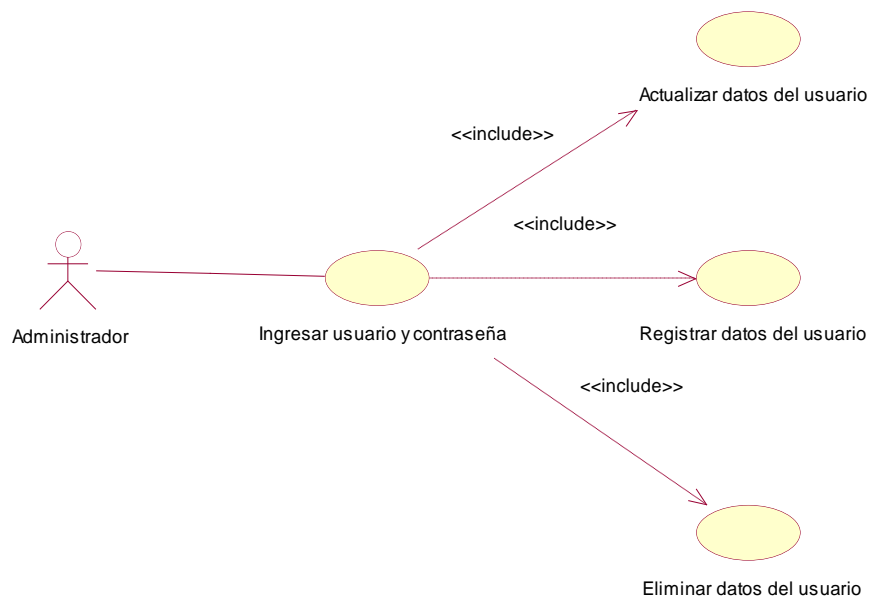 Actualizar datos del usuario
<<include>>
<<include>>
Administrador
Ingresar usuario y contraseña
Registrar datos del usuario
<<include>>
Eliminar datos del usuario